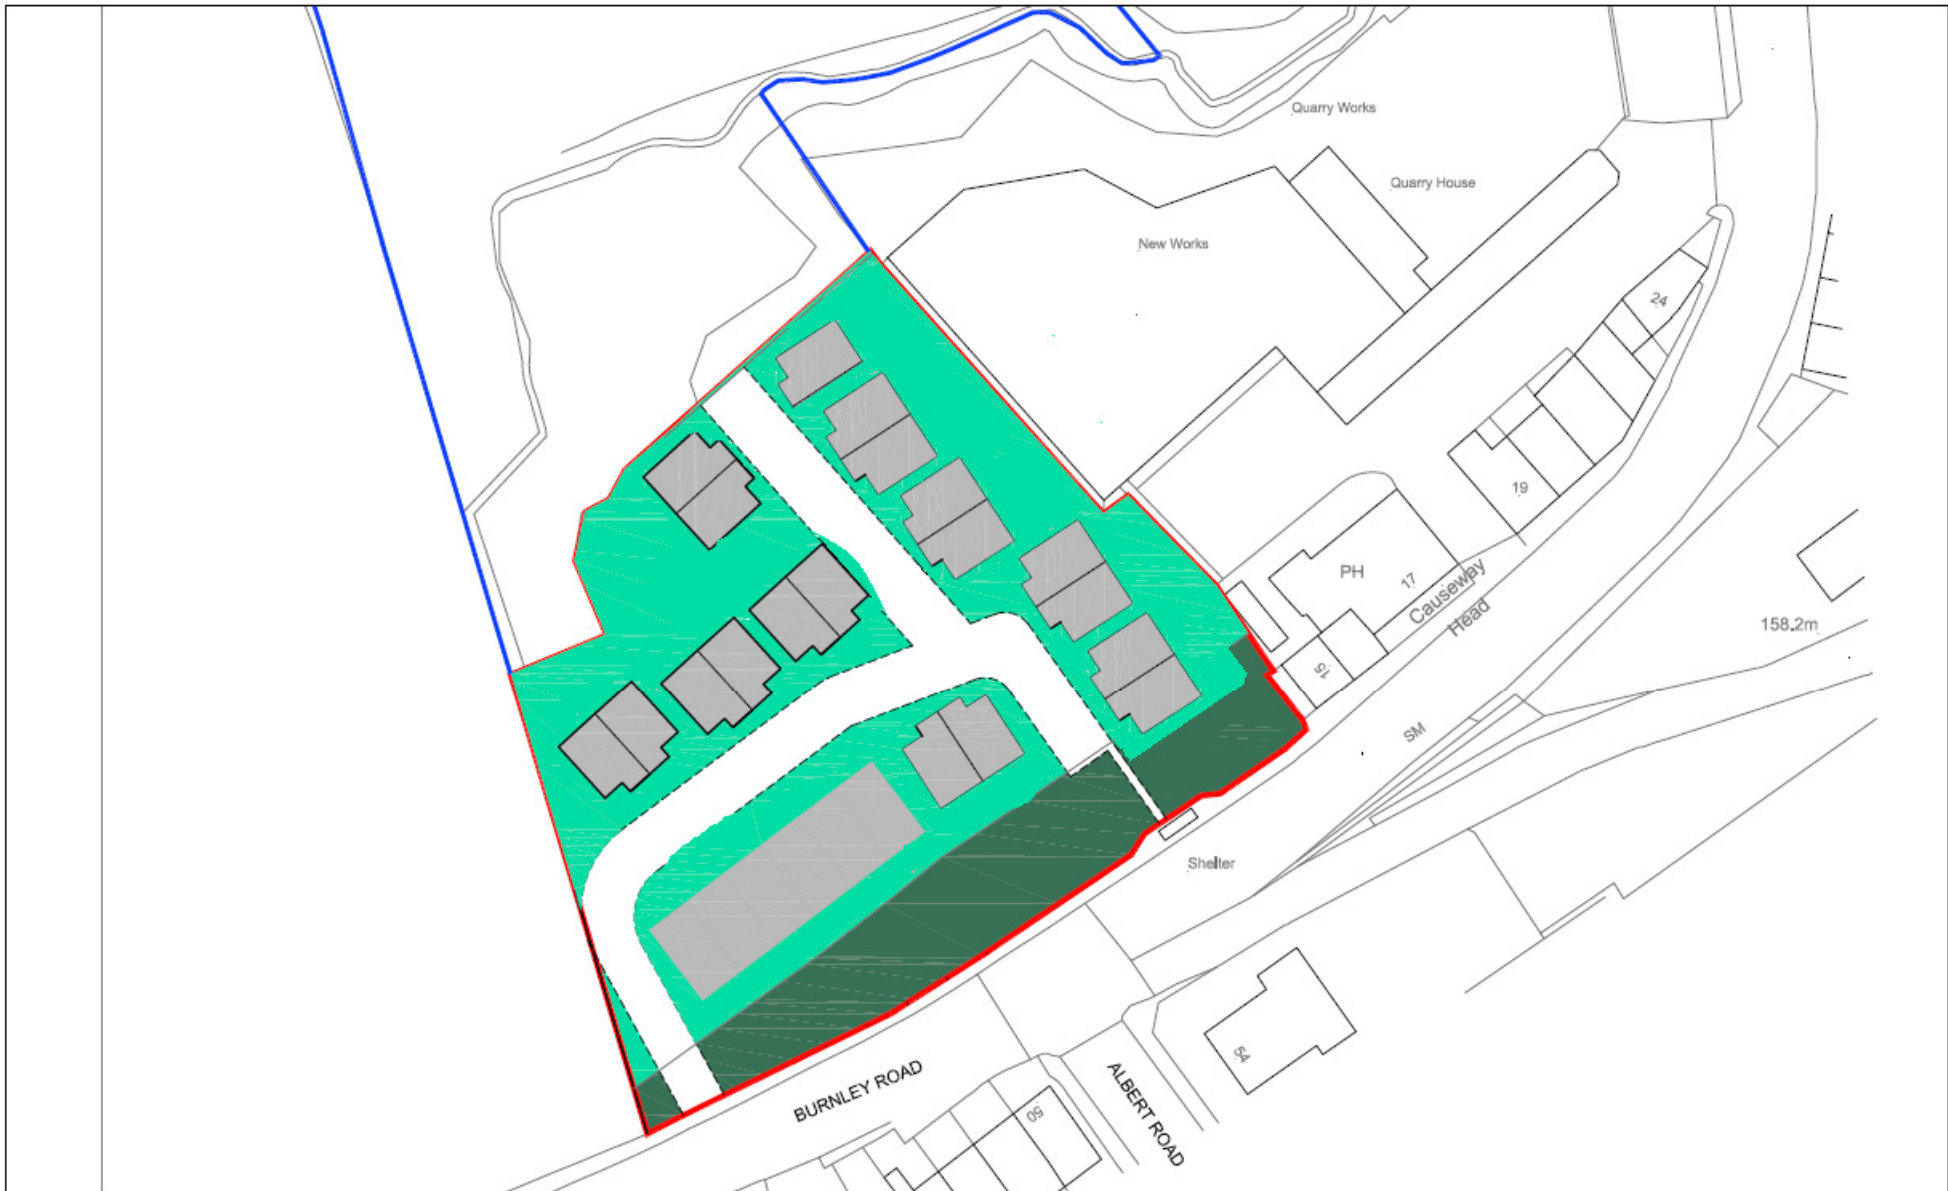 Quarry Works
Quarry House
New Works
24
19
PH
17
Causeway
Head
158.2m
15
SM
Shelter
54
BURNLEY ROAD
ALBERT ROAD
50